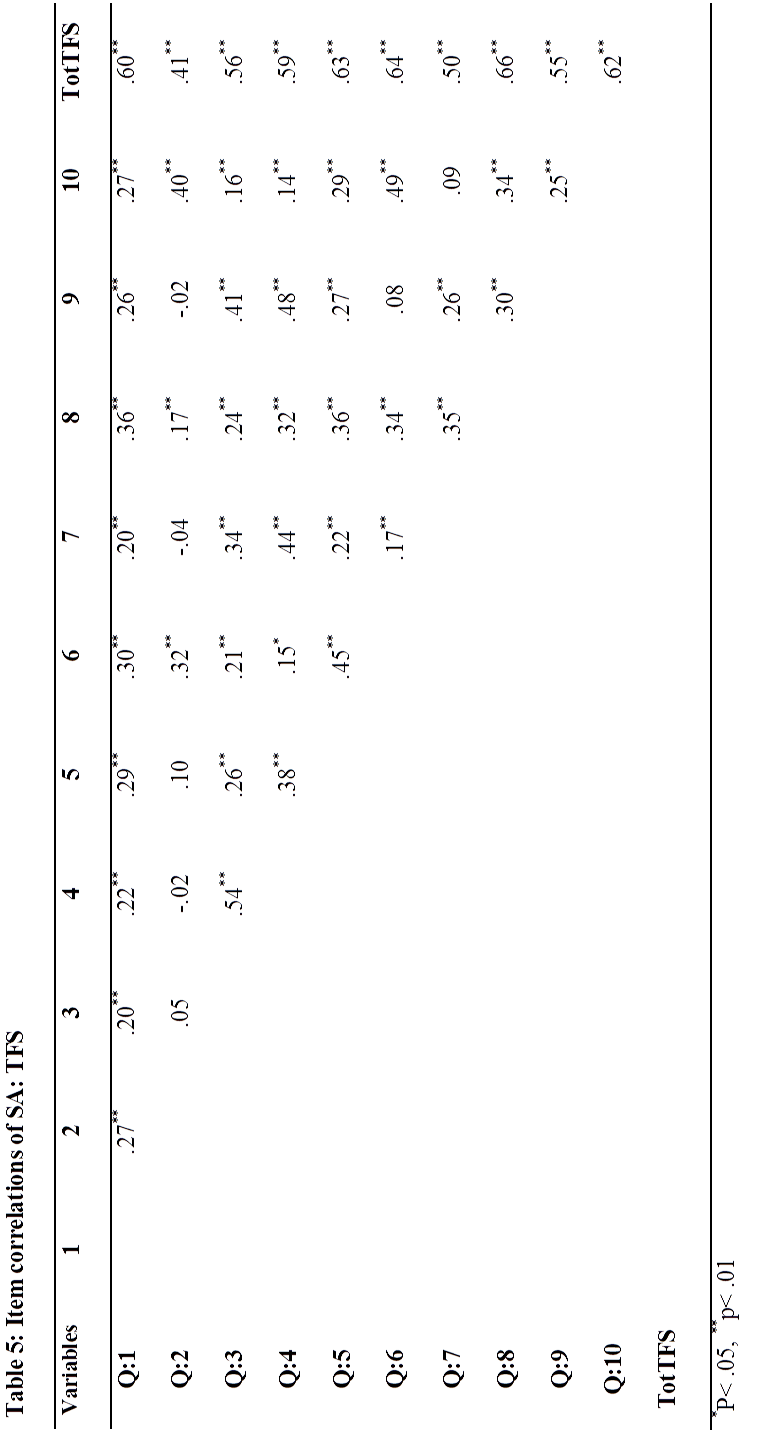 Table 5: Item correlations of SA: TFS
Variables 1 2 3 4 5 6 7 8 9 10 TotTFS
Q:1 .27** .20** .22** .29** .30** .20** .36** .26** .27** .60**
Q:2 .05 -.02 .10 .32** -.04 .17** -.02 .40** .41**
Q:3 .54** .26** .21** .34** .24** .41** .16** .56**
Q:4 .38** .15* .44** .32** .48** .14** .59**
Q:5 .45** .22** .36** .27** .29** .63**
Q:6 .17** .34** .08 .49** .64**
Q:7 .35** .26** .09 .50**
Q:8 .30** .34** .66**
Q:9 .25** .55**
Q:10 .62**
TotTFS
*P< .05, **p< .01